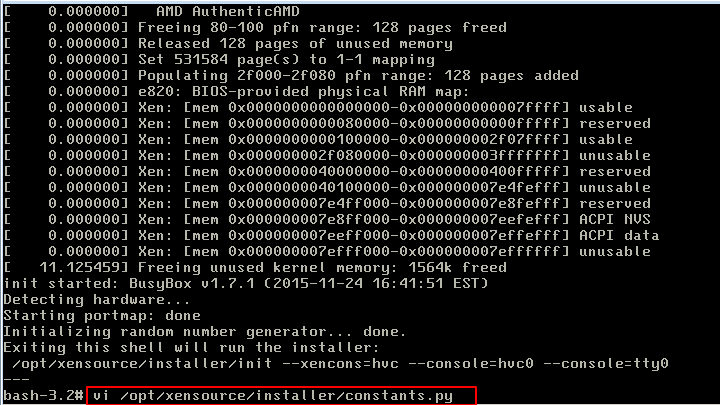 [    0.000000]   AMD AuthenticAMD
[    0.000000] Freeing 80-100 pfn range: 128 pages freed
[    0.000000] Released 128 pages of unused memory
[    0.000000] Set 531584 page(s) to 1-1 mapping
[    0.000000] Populating 2f000-2f080 pfn range: 128 pages added
[    0.000000] e820: BIOS-provided physical RAM map:
[    0.000000] Xen: [mem 0x0000000000000000-0x000000000007ffff] usable
[    0.000000] Xen: [mem 0x0000000000080000-0x00000000000fffff] reserved
[    0.000000] Xen: [mem 0x0000000000100000-0x000000002f07ffff] usable
[    0.000000] Xen: [mem 0x000000002f080000-0x000000003fffffff] unusable
[    0.000000] Xen: [mem 0x0000000040000000-0x00000000400fffff] reserved
[    0.000000] Xen: [mem 0x0000000040100000-0x000000007e4fefff] unusable
[    0.000000] Xen: [mem 0x000000007e4ff000-0x000000007e8fefff] reserved
[    0.000000] Xen: [mem 0x000000007e8ff000-0x000000007eefefff] ACPI NVS
[    0.000000] Xen: [mem 0x000000007eeff000-0x000000007effefff] ACPI data
[    0.000000] Xen: [mem 0x000000007efff000-0x000000007effffff] unusable
[   11.125459] Freeing unused kernel memory: 1564k freed
init started: BusyBox v1.7.1 (2015-11-24 16:41:51 EST)
Detecting hardware...
Starting portmap: done
Initializing random number generator... done.
Exiting this shell will run the installer:
 /opt/xensource/installer/init --xencons=hvc --console=hvc0 --console=tty0
---
bash-3.2# vi /opt/xensource/installer/constants.py